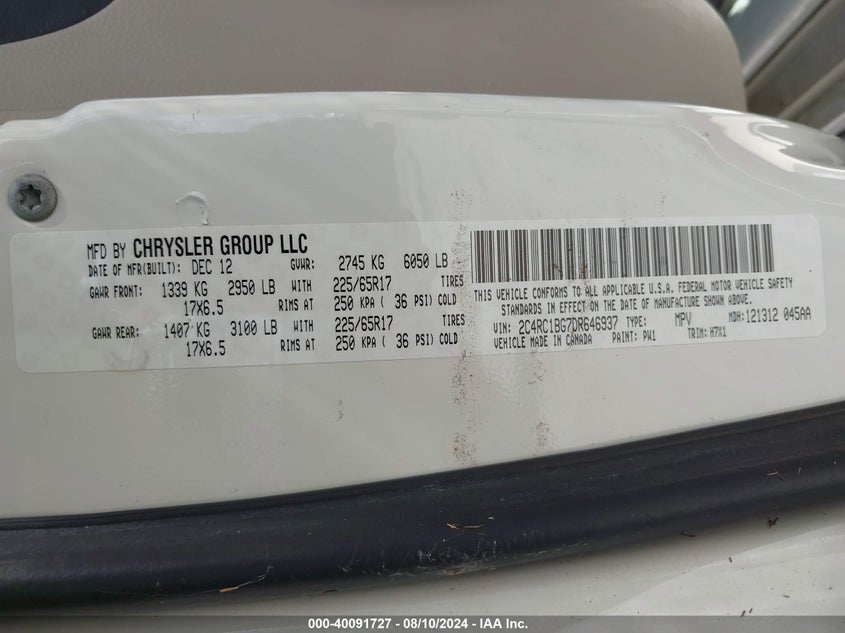 MFD BY CHRYSLER GROUP LLC
DATE OF MFR(BUILT): DEC 12 GVWR: 2745 KG 6050 LB
GAWR FRONT: 1339 KG 2950 LB WITH 225/65R17 TIRES
17X6.5 RIMS AT 250 KPA ( 36 PSI) COLD
GAWR REAR: 1407 KG 3100 LB WITH 225/65R17 TIRES
17X6.5 RIMS AT 250 KPA ( 36 PSI) COLD
THIS VEHICLE CONFORMS TO ALL APPLICABLE U.S.A. FEDERAL MOTOR VEHICLE SAFETY
STANDARDS IN EFFECT ON THE DATE OF MANUFACTURE SHOWN ABOVE.
VIN: 2C4RC1BG7DR646937 TYPE: MPV MDH: 121312 045AA
VEHICLE MADE IN CANADA PAINT: PW1 TRIM: H7X1
000-40091727 - 08/10/2024 - IAA Inc.